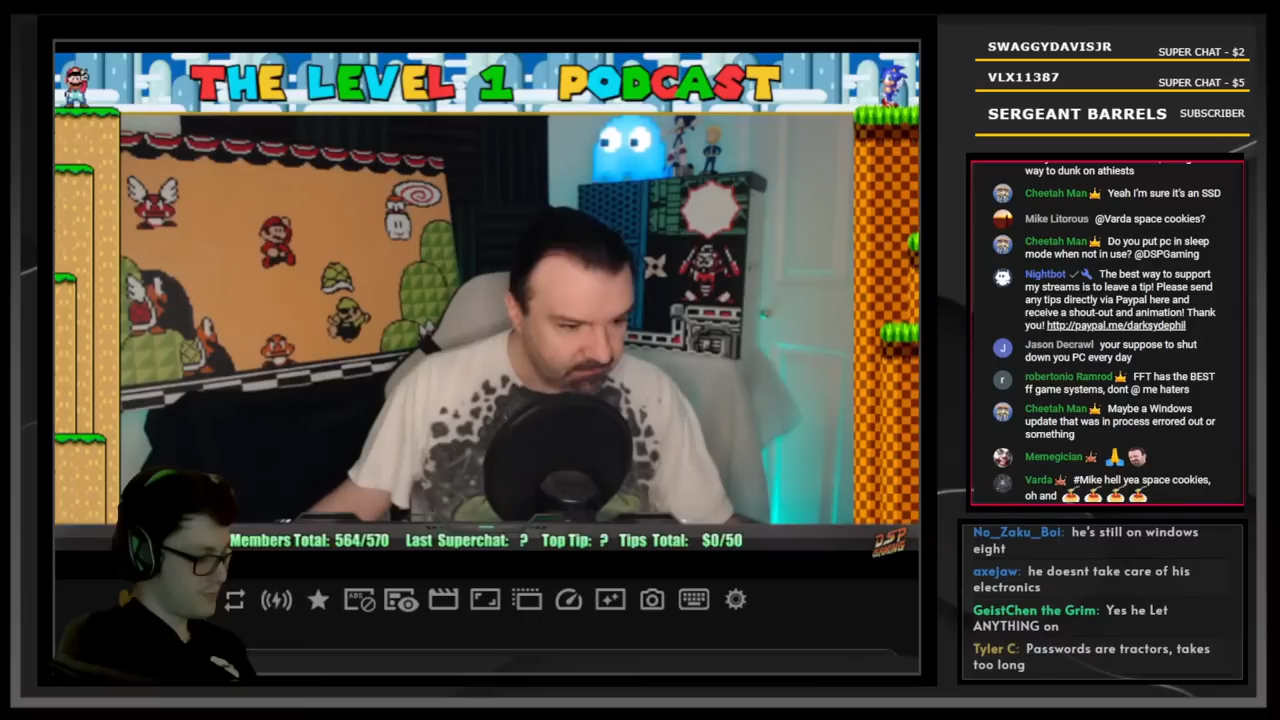 THE LEVEL 1 PODCAST
SWAGGYDAVISJR SUPER CHAT - $2
VLX11387 SUPER CHAT - $5
SERGEANT BARRELS SUBSCRIBER
way to dunk on athiests
Cheetah Man Yeah I'm sure it's an SSD
Mike Litorous @Varda space cookies?
Cheetah Man Do you put pc in sleep
mode when not in use? @DSPGaming
Nightbot The best way to support
my streams is to leave a tip! Please send
any tips directly via Paypal here and
receive a shout-out and animation! Thank
you! http://paypal.me/darksydephil
Jason Decrawl your suppose to shut
down you PC every day
robertonio Ramrod FFT has the BEST
ff game systems, dont @ me haters
Cheetah Man Maybe a Windows
update that was in process errored out or
something
Memegician
Varda #Mike hell yea space cookies,
oh and
Members Total: 564/570 Last Superchat: ? Top Tip: ? Tips Total: $0/50
DSP
GAMING
ABS
No_Zaku_Boi: he's still on windows
eight
axejaw: he doesnt take care of his
electronics
GeistChen the Grim: Yes he Let
ANYTHING on
Tyler C: Passwords are tractors, takes
too long